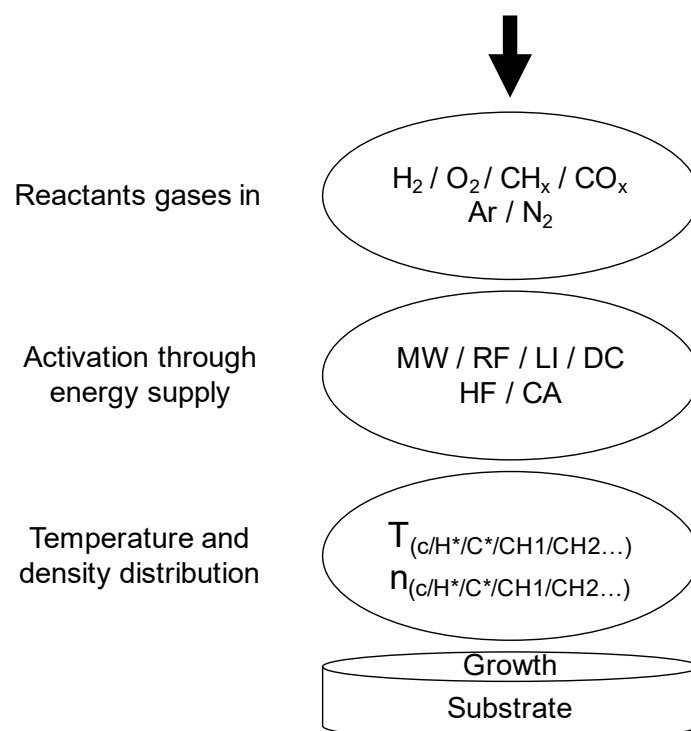 Reactants gases in
H₂ / O₂ / CHₓ / COₓ
Ar / N₂
Activation through
energy supply
MW / RF / LI / DC
HF / CA
Temperature and
density distribution
T(c/H*/C*/CH1/CH2…)
n(c/H*/C*/CH1/CH2…)
Growth
Substrate